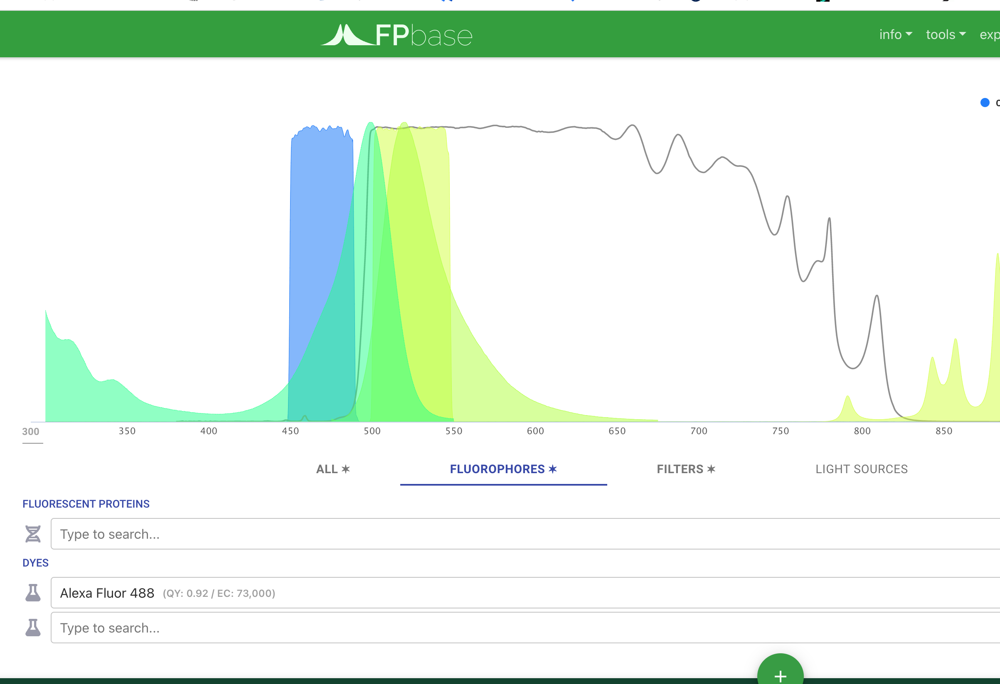 FPbase
info
tools
300
350
400
450
500
550
600
650
700
750
800
850
ALL ✶
FLUOROPHORES ✶
FILTERS ✶
LIGHT SOURCES
FLUORESCENT PROTEINS
Type to search...
DYES
Alexa Fluor 488 (QY: 0.92 / EC: 73,000)
Type to search...
+